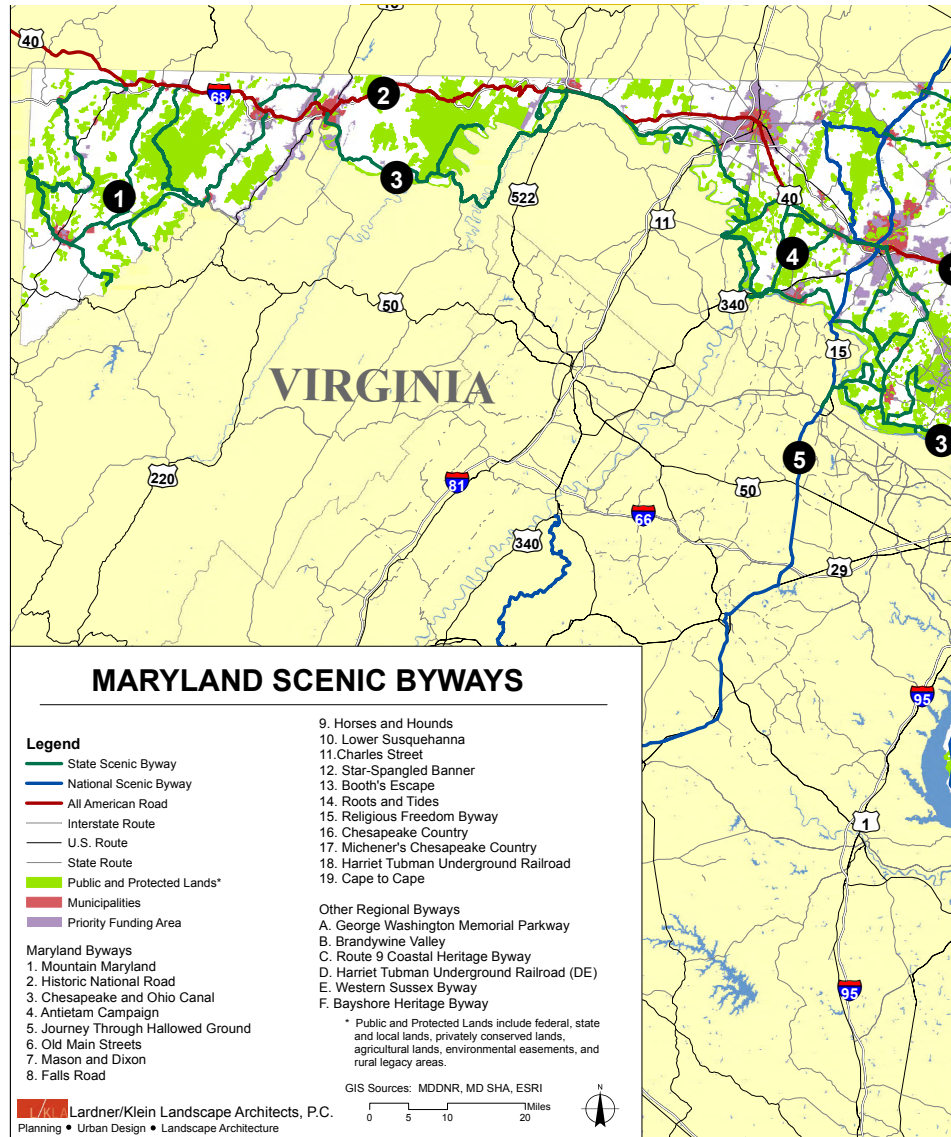 40
68
2
1
3
522
11
40
4
50
340
15
VIRGINIA
3
5
220
81
50
66
340
29
95
1
95
MARYLAND SCENIC BYWAYS
Legend
State Scenic Byway
National Scenic Byway
All American Road
Interstate Route
U.S. Route
State Route
Public and Protected Lands*
Municipalities
Priority Funding Area
Maryland Byways
1. Mountain Maryland
2. Historic National Road
3. Chesapeake and Ohio Canal
4. Antietam Campaign
5. Journey Through Hallowed Ground
6. Old Main Streets
7. Mason and Dixon
8. Falls Road
9. Horses and Hounds
10. Lower Susquehanna
11.Charles Street
12. Star-Spangled Banner
13. Booth's Escape
14. Roots and Tides
15. Religious Freedom Byway
16. Chesapeake Country
17. Michener's Chesapeake Country
18. Harriet Tubman Underground Railroad
19. Cape to Cape
Other Regional Byways
A. George Washington Memorial Parkway
B. Brandywine Valley
C. Route 9 Coastal Heritage Byway
D. Harriet Tubman Underground Railroad (DE)
E. Western Sussex Byway
F. Bayshore Heritage Byway
* Public and Protected Lands include federal, state
and local lands, privately conserved lands,
agricultural lands, environmental easements, and
rural legacy areas.
GIS Sources: MDDNR, MD SHA, ESRI
Miles
0 5 10 20
N
L/KLA Lardner/Klein Landscape Architects, P.C.
Planning • Urban Design • Landscape Architecture